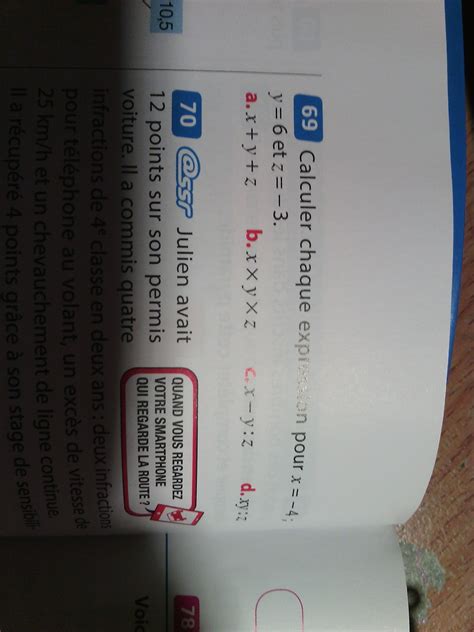 10,5
69 Calculer chaque expression pour x = –4 ;
y = 6 et z = –3.
a. x + y + z b. x × y × z c. x – y : z d. xy : z
70 @ssr Julien avait
12 points sur son permis
voiture. Il a commis quatre
infractions de 4e classe en deux ans : deux infractions
pour téléphone au volant, un excès de vitesse de
25 km/h et un chevauchement de ligne continue.
Il a récupéré 4 points grâce à son stage de sensibili
QUAND VOUS REGARDEZ
VOTRE SMARTPHONE
QUI REGARDE LA ROUTE ?
78
Voic